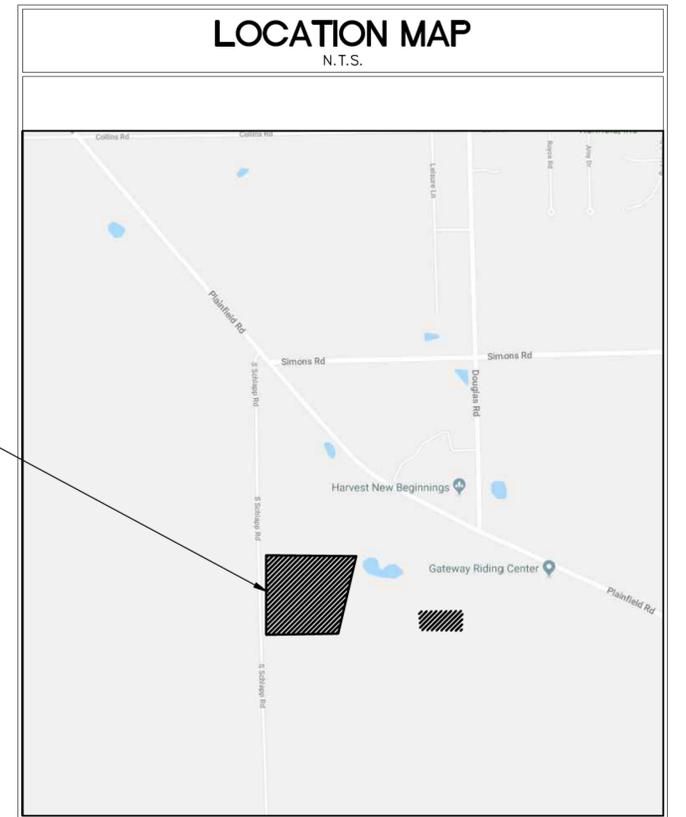 LOCATION MAP
N.T.S.
Collins Rd
Collins Rd
Royce Rd
Amy Dr
Leisure Ln
Plainfield Rd
Simons Rd
Simons Rd
S Schlapp Rd
Douglas Rd
Harvest New Beginnings
S Schlapp Rd
Gateway Riding Center
Plainfield Rd
S Schlapp Rd